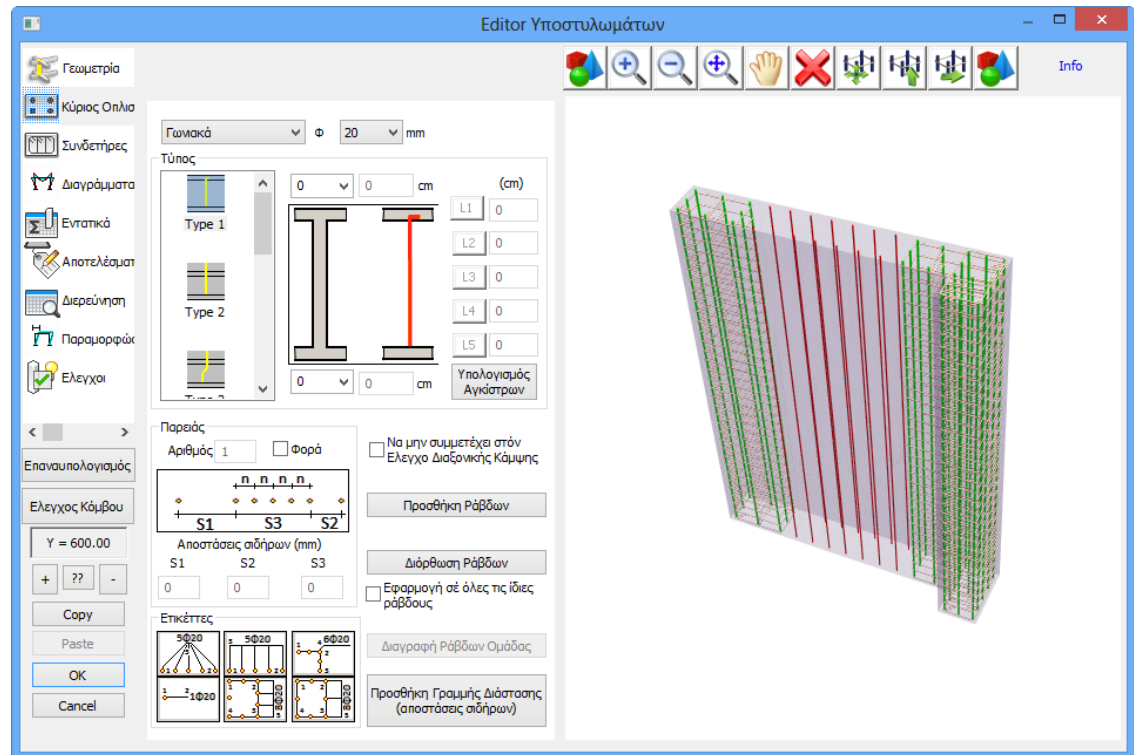 Editor Υποστυλωμάτων
Γεωμετρία
Κύριος Οπλισ
Συνδετήρες
Διαγράμματα
Εντατικά
Αποτελέσματ
Διερεύνηση
Παραμορφώσ
Ελεγχοι
Επαναυπολογισμός
Ελεγχος Κόμβου
Y = 600.00
+ ?? -
Copy
Paste
OK
Cancel
Γωνιακά Φ 20 mm
Τύπος
Type 1
Type 2
0 0 cm (cm)
L1 0
L2 0
L3 0
L4 0
L5 0
0 0 cm
Υπολογισμός
Αγκίστρων
Παρειάς
Αριθμός 1 Φορά
n n n n
S1 S3 S2
Αποστάσεις σιδήρων (mm)
S1 S2 S3
0 0 0
Να μην συμμετέχει στόν
Ελεγχο Διαξονικής Κάμψης
Προσθήκη Ράβδων
Διόρθωση Ράβδων
Εφαρμογή σέ όλες τις ίδιες
ράβδους
Ετικέττες
5Φ20 5Φ20 6Φ20
1Φ20 8Φ20 8Φ20
Διαγραφή Ράβδων Ομάδας
Προσθήκη Γραμμής Διάστασης
(αποστάσεις σιδήρων)
Info